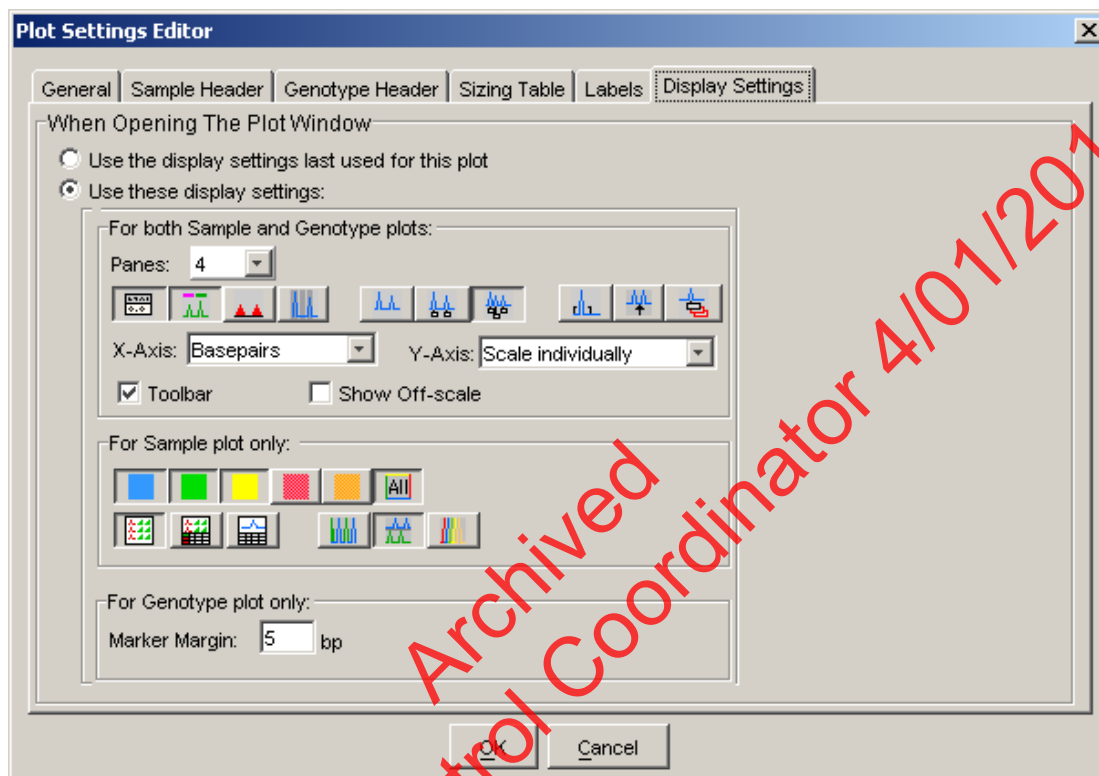 Plot Settings Editor
General Sample Header Genotype Header Sizing Table Labels Display Settings
When Opening The Plot Window
Use the display settings last used for this plot
Use these display settings:
For both Sample and Genotype plots:
Panes: 4
X-Axis: Basepairs Y-Axis: Scale individually
Toolbar Show Off-scale
For Sample plot only:
All
For Genotype plot only:
Marker Margin: 5 bp
OK Cancel
Archived
trol Coordinator 4/01/201